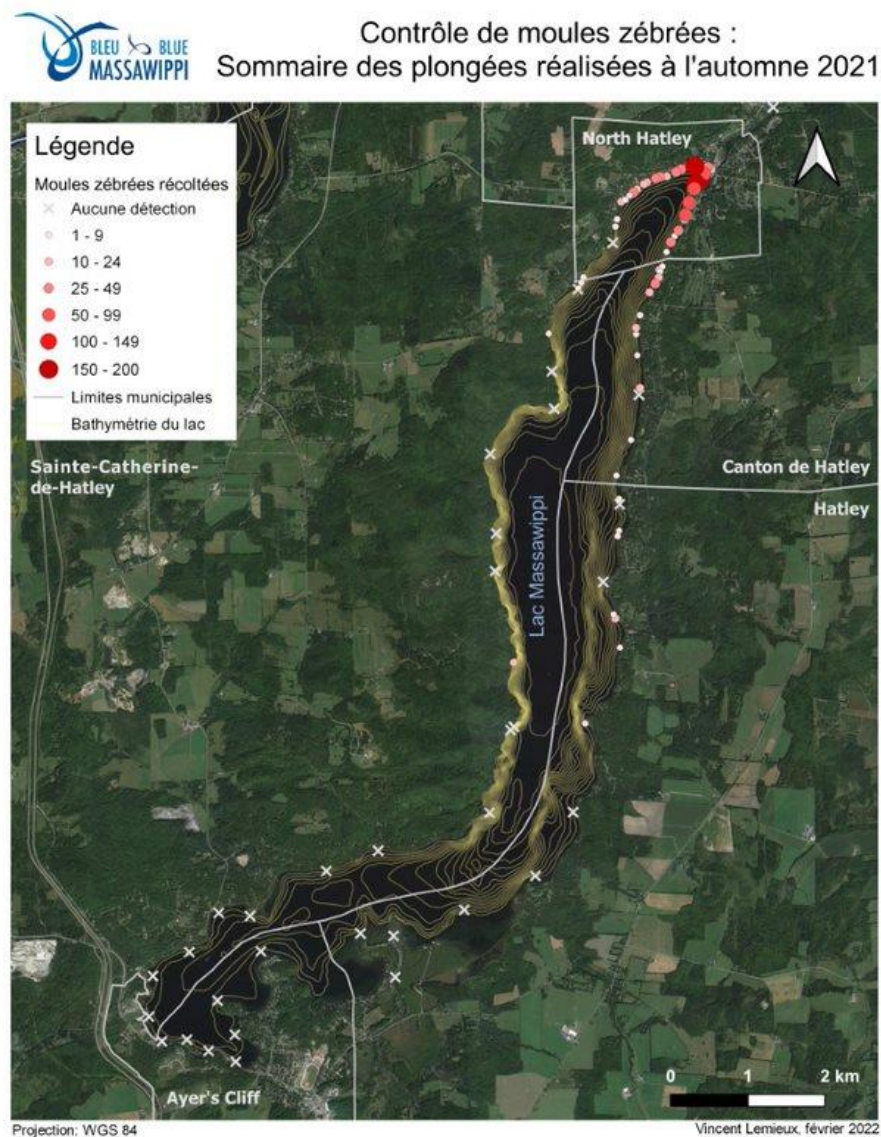 BLEU BLUE
MASSAWIPPI
Contrôle de moules zébrées :
Sommaire des plongées réalisées à l'automne 2021
Légende
Moules zébrées récoltées
Aucune détection
1 - 9
10 - 24
25 - 49
50 - 99
100 - 149
150 - 200
Limites municipales
Bathymétrie du lac
North Hatley
Sainte-Catherine-
de-Hatley
Canton de Hatley
Hatley
Lac Massawippi
Ayer's Cliff
0 1 2 km
Projection: WGS 84
Vincent Lemieux, février 2022